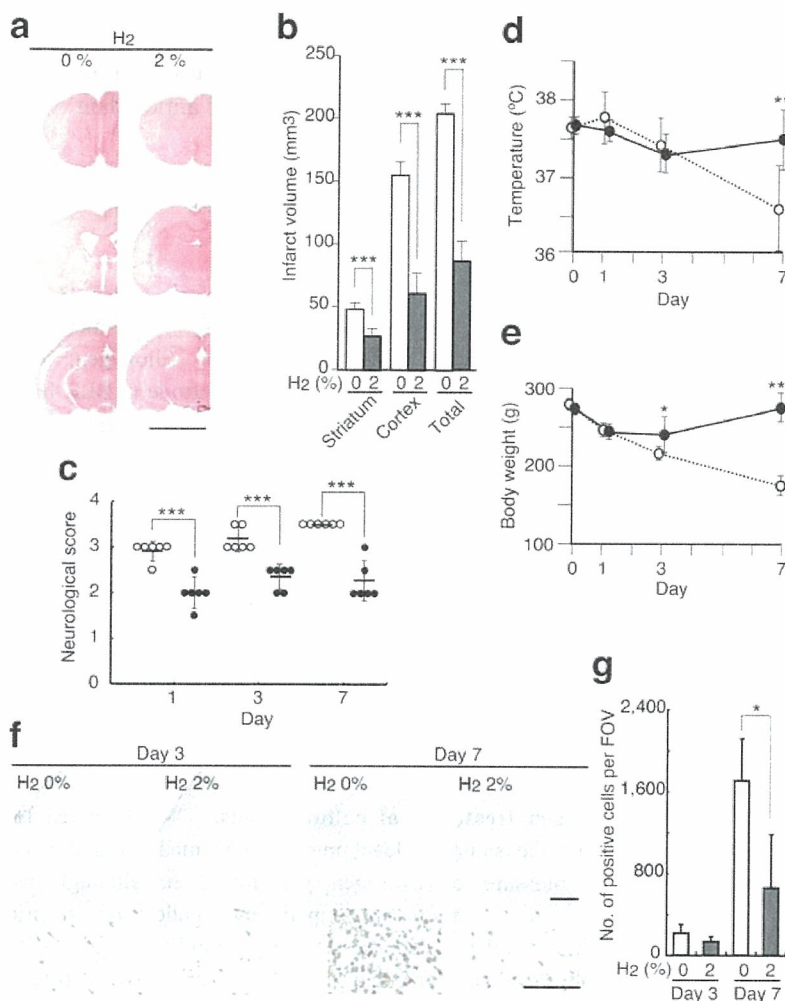 a
H2
0 %
2 %
b
Infarct volume (mm3)
250
200
150
100
50
0
***
***
***
H2 (%)
0 2 0 2 0 2
Striatum
Cortex
Total
c
Neurological score
4
3
2
1
0
***
***
***
1 3 7
Day
d
Temperature (°C)
38
37
36
**
0 1 3 7
Day
e
Body weight (g)
300
200
100
*
**
0 1 3 7
Day
f
Day 3
Day 7
H2 0%
H2 2%
H2 0%
H2 2%
g
No. of positive cells per FOV
2,400
1,600
800
0
*
H2 (%)
0 2 0 2
Day 3
Day 7